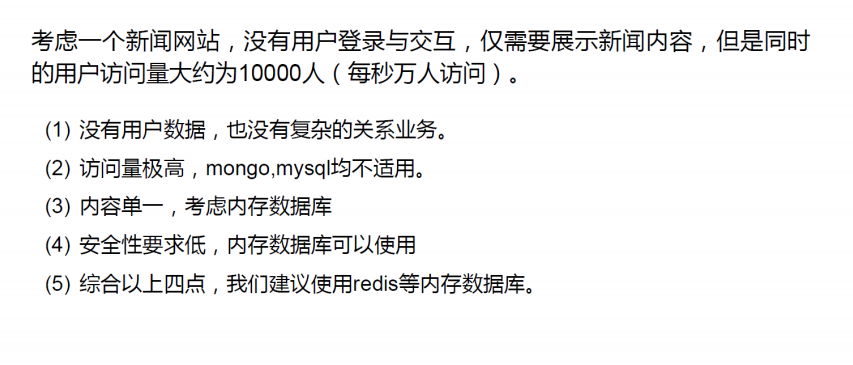 考虑一个新闻网站，没有用户登录与交互，仅需要展示新闻内容，但是同时
的用户访问量大约为10000人（每秒万人访问）。
(1) 没有用户数据，也没有复杂的关系业务。
(2) 访问量极高，mongo,mysql均不适用。
(3) 内容单一，考虑内存数据库
(4) 安全性要求低，内存数据库可以使用
(5) 综合以上四点，我们建议使用redis等内存数据库。